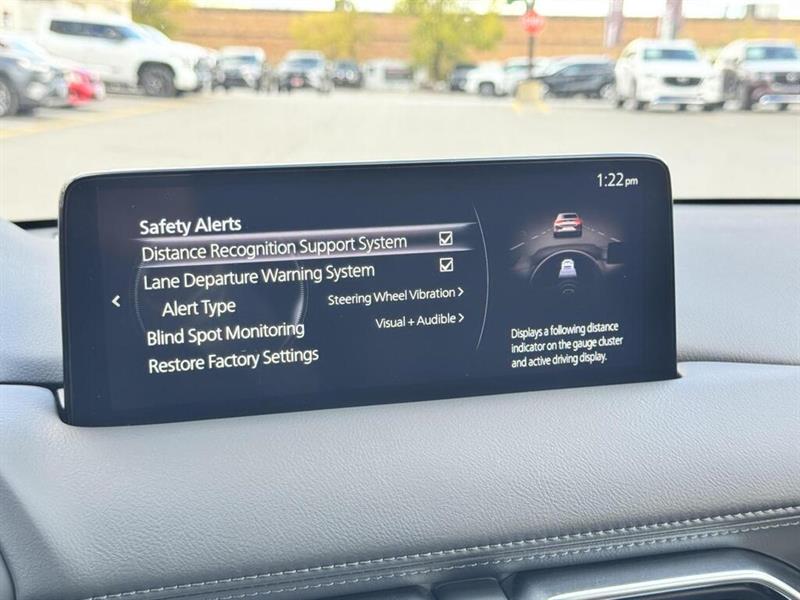 1:22pm
Safety Alerts
Distance Recognition Support System
Lane Departure Warning System
Alert Type Steering Wheel Vibration >
Blind Spot Monitoring Visual + Audible >
Restore Factory Settings
Displays a following distance
indicator on the gauge cluster
and active driving display.